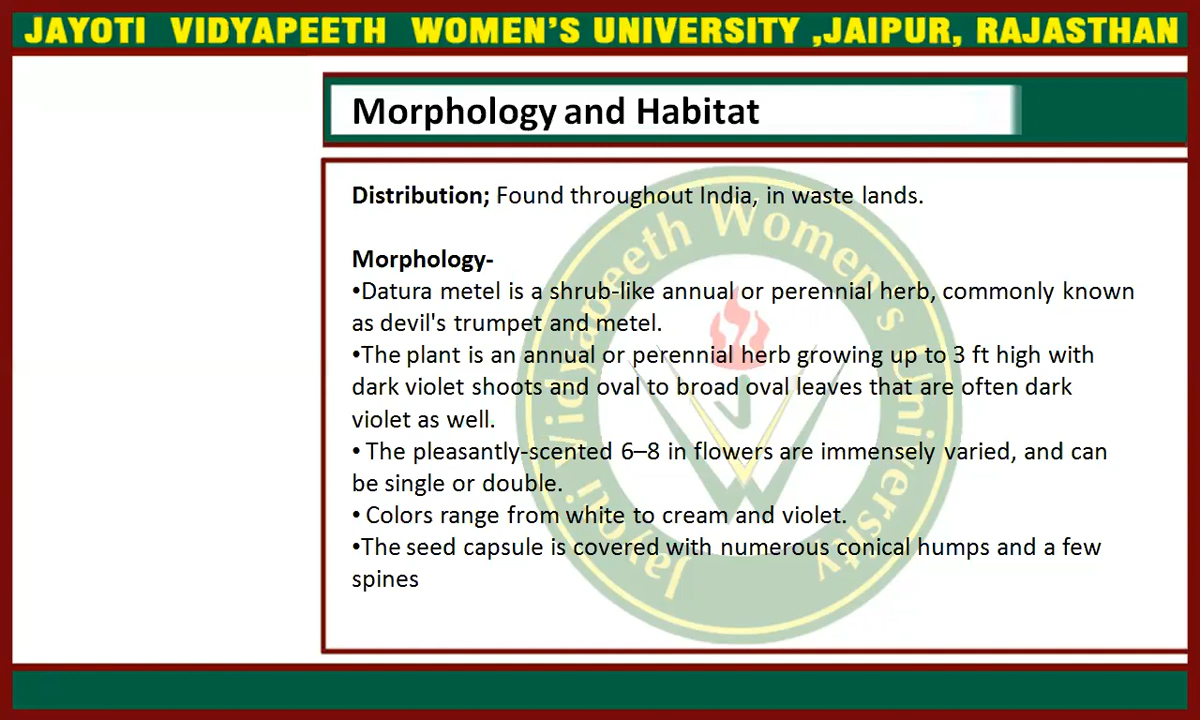 JAYOTI VIDYAPEETH WOMEN'S UNIVERSITY ,JAIPUR, RAJASTHAN
Morphology and Habitat
Distribution; Found throughout India, in waste lands.
Morphology-
•Datura metel is a shrub-like annual or perennial herb, commonly known
as devil's trumpet and metel.
•The plant is an annual or perennial herb growing up to 3 ft high with
dark violet shoots and oval to broad oval leaves that are often dark
violet as well.
• The pleasantly-scented 6–8 in flowers are immensely varied, and can
be single or double.
• Colors range from white to cream and violet.
•The seed capsule is covered with numerous conical humps and a few
spines
Jayoti Vidyapeeth Women's University